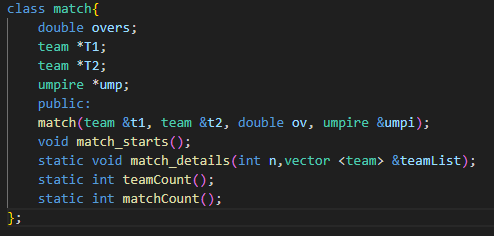 class match{
double overs;
team *T1;
team *T2;
umpire *ump;
public:
match(team &t1, team &t2, double ov, umpire &umpi);
void match_starts();
static void match_details(int n,vector <team> &teamList);
static int teamCount();
static int matchCount();
};